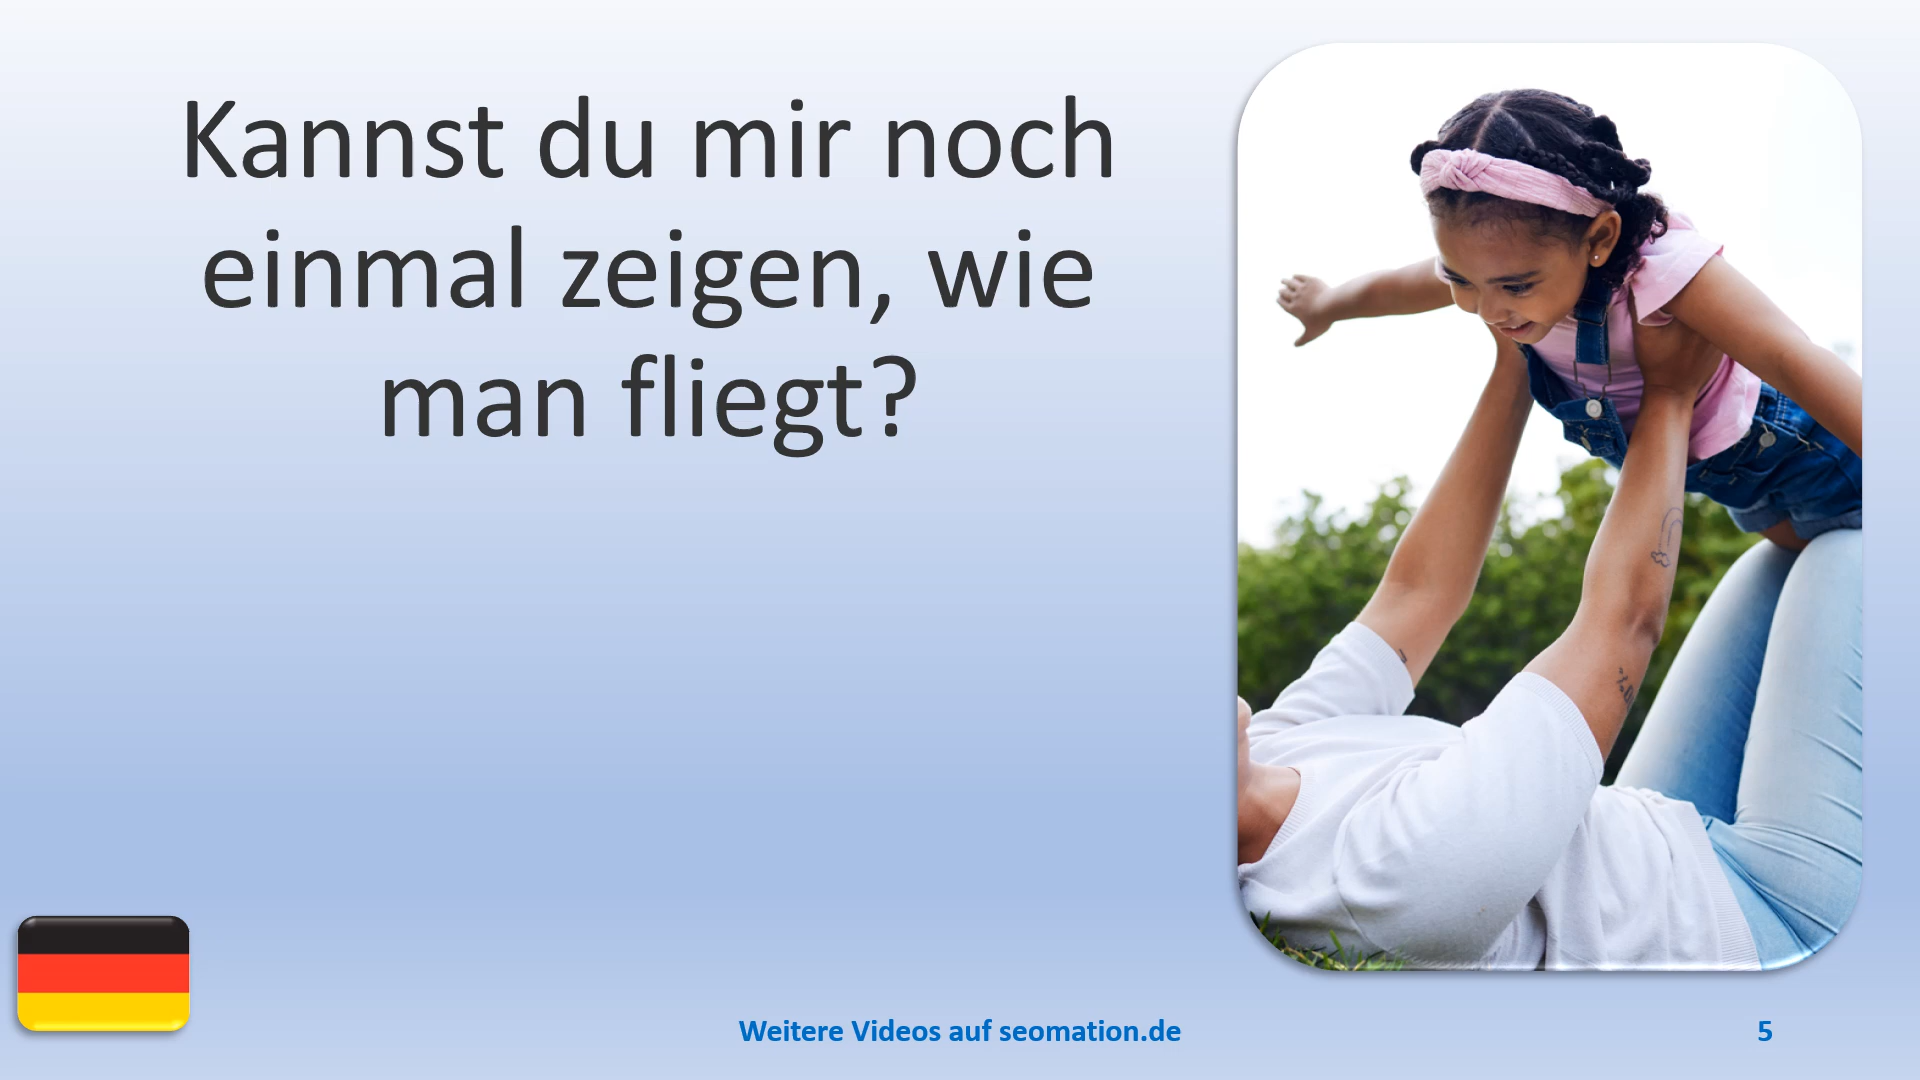 Kannst du mir noch
einmal zeigen, wie
man fliegt?
Weitere Videos auf seomation.de
5